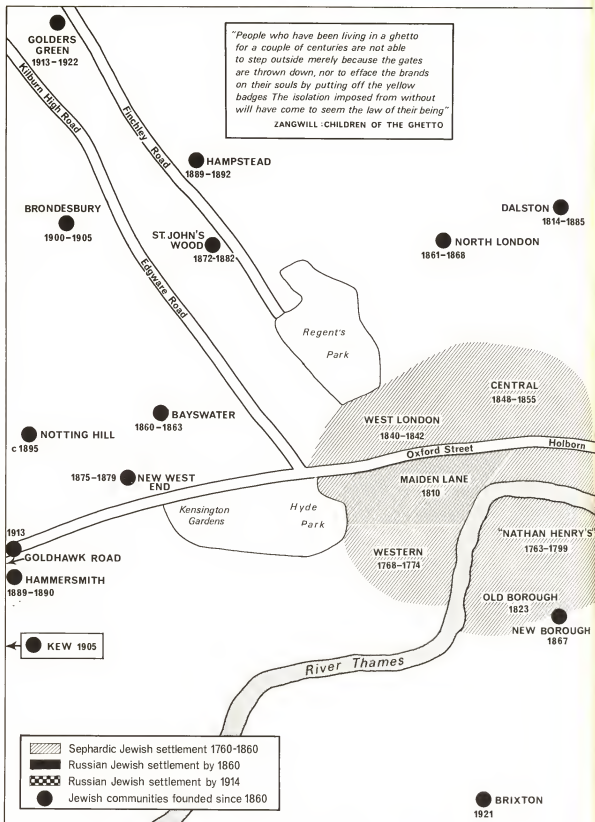 "People who have been living in a ghetto
for a couple of centuries are not able
to step outside merely because the gates
are thrown down, nor to efface the brands
on their souls by putting off the yellow
badges The isolation imposed from without
will have come to seem the law of their being"
ZANGWILL :CHILDREN OF THE GHETTO
GOLDERS
GREEN
1913-1922
Kilburn High Road
Finchley Road
HAMPSTEAD
1889-1892
DALSTON
1814-1885
BRONDESBURY
1900-1905
ST. JOHN'S
WOOD
1872-1882
NORTH LONDON
1861-1868
Edgware Road
Regent's
Park
CENTRAL
1848-1855
BAYSWATER
1860-1863
WEST LONDON
1840-1842
NOTTING HILL
c 1895
Oxford Street
Holborn
1875-1879
NEW WEST
END
MAIDEN LANE
1810
Kensington
Gardens
Hyde
Park
1913
GOLDHAWK ROAD
"NATHAN HENRY'S"
1763-1799
WESTERN
1768-1774
HAMMERSMITH
1889-1890
OLD BOROUGH
1823
NEW BOROUGH
1867
KEW 1905
River Thames
Sephardic Jewish settlement 1760-1860
Russian Jewish settlement by 1860
Russian Jewish settlement by 1914
Jewish communities founded since 1860
BRIXTON
1921